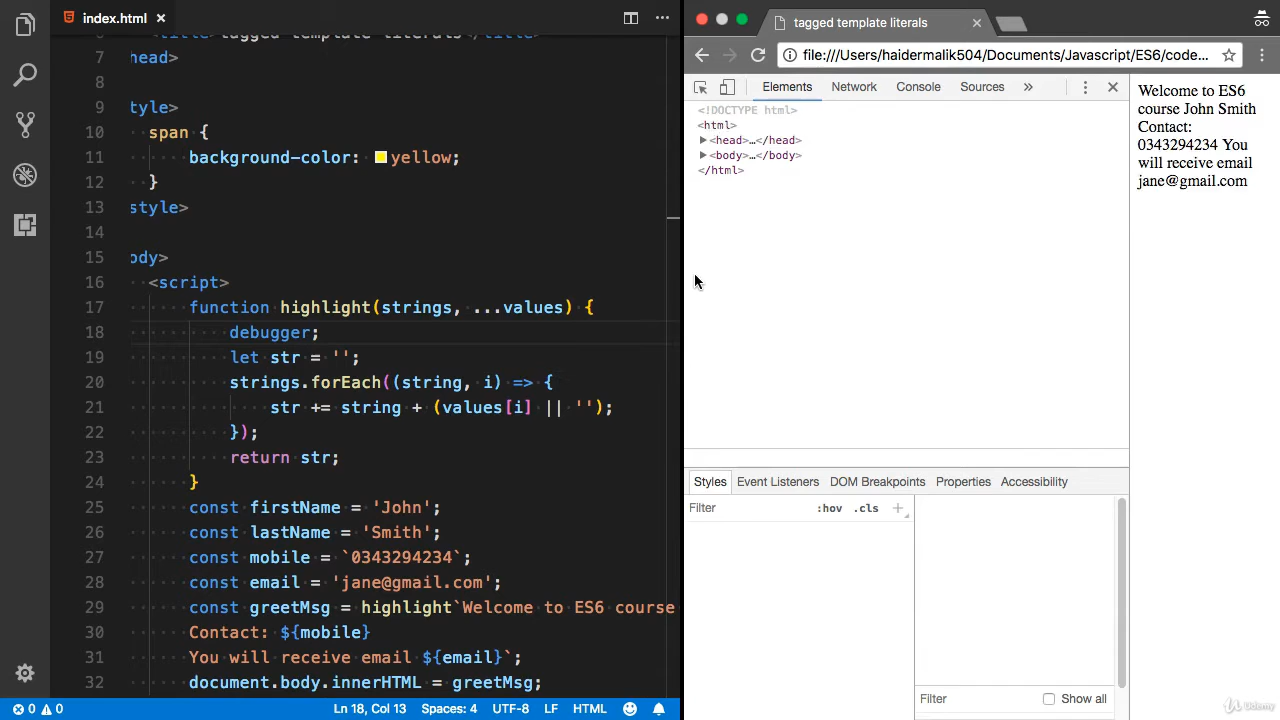 index.html
6 <title>tagged template literals</title>
7 head>
8
9 tyle>
10 span {
11 background-color: yellow;
12 }
13 style>
14
15 ody>
16 <script>
17 function highlight(strings, ...values) {
18 debugger;
19 let str = '';
20 strings.forEach((string, i) => {
21 str += string + (values[i] || '');
22 });
23 return str;
24 }
25 const firstName = 'John';
26 const lastName = 'Smith';
27 const mobile = `0343294234`;
28 const email = 'jane@gmail.com';
29 const greetMsg = highlight`Welcome to ES6 course
30 Contact: ${mobile}
31 You will receive email ${email}`;
32 document.body.innerHTML = greetMsg;
0 0 Ln 18, Col 13 Spaces: 4 UTF-8 LF HTML
tagged template literals
file:///Users/haidermalik504/Documents/Javascript/ES6/code...
Elements Network Console Sources »
<!DOCTYPE html>
<html>
<head>…</head>
<body>…</body>
</html>
Styles Event Listeners DOM Breakpoints Properties Accessibility
Filter :hov .cls +
Filter Show all
Welcome to ES6
course John Smith
Contact:
0343294234 You
will receive email
jane@gmail.com
Udemy